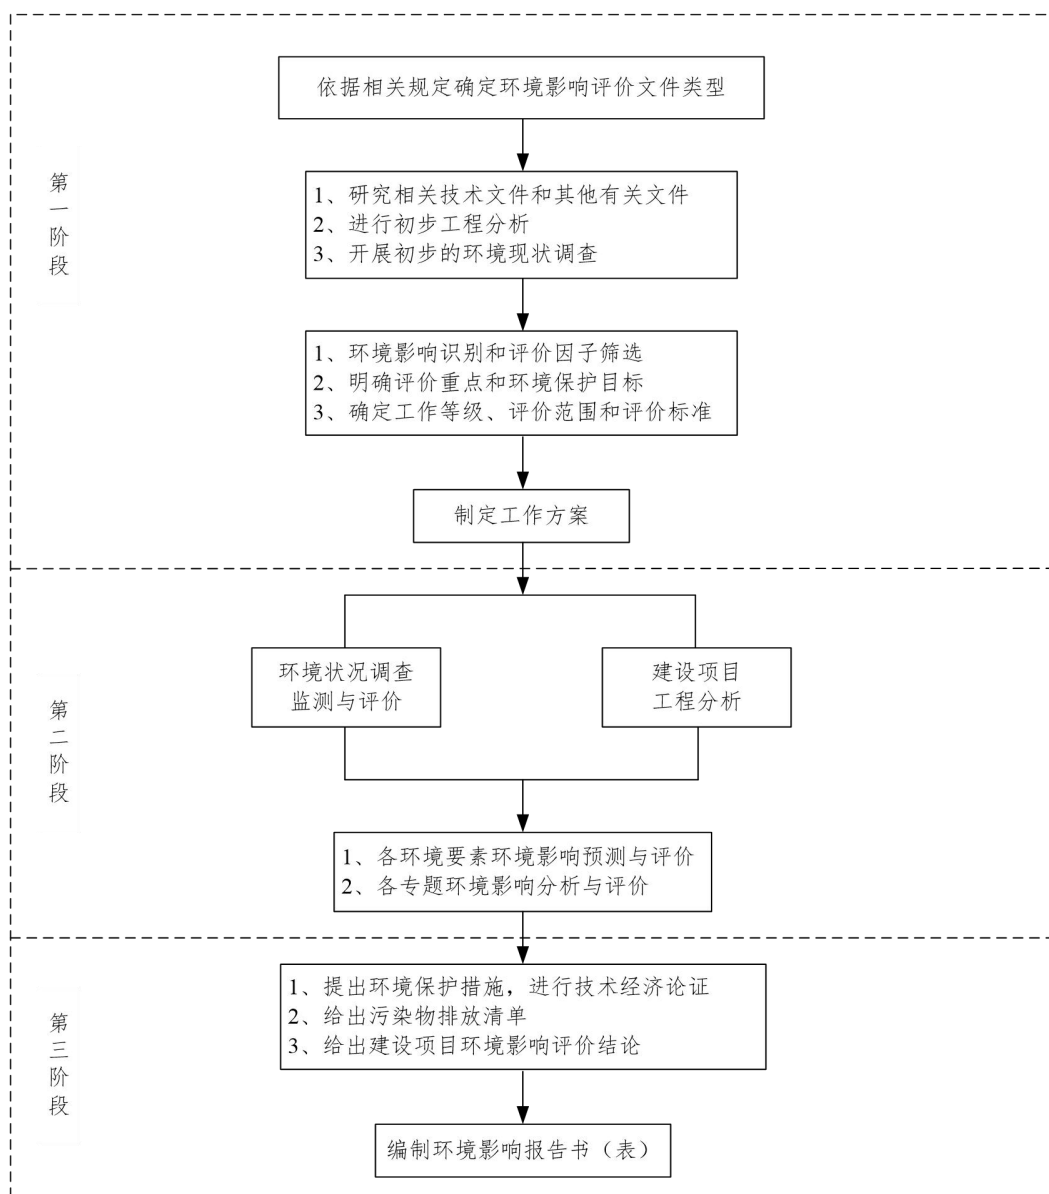 依据相关规定确定环境影响评价文件类型
第一阶段
1、研究相关技术文件和其他有关文件
2、进行初步工程分析
3、开展初步的环境现状调查
1、环境影响识别和评价因子筛选
2、明确评价重点和环境保护目标
3、确定工作等级、评价范围和评价标准
制定工作方案
第二阶段
环境状况调查
监测与评价
建设项目
工程分析
1、各环境要素环境影响预测与评价
2、各专题环境影响分析与评价
第三阶段
1、提出环境保护措施，进行技术经济论证
2、给出污染物排放清单
3、给出建设项目环境影响评价结论
编制环境影响报告书（表）